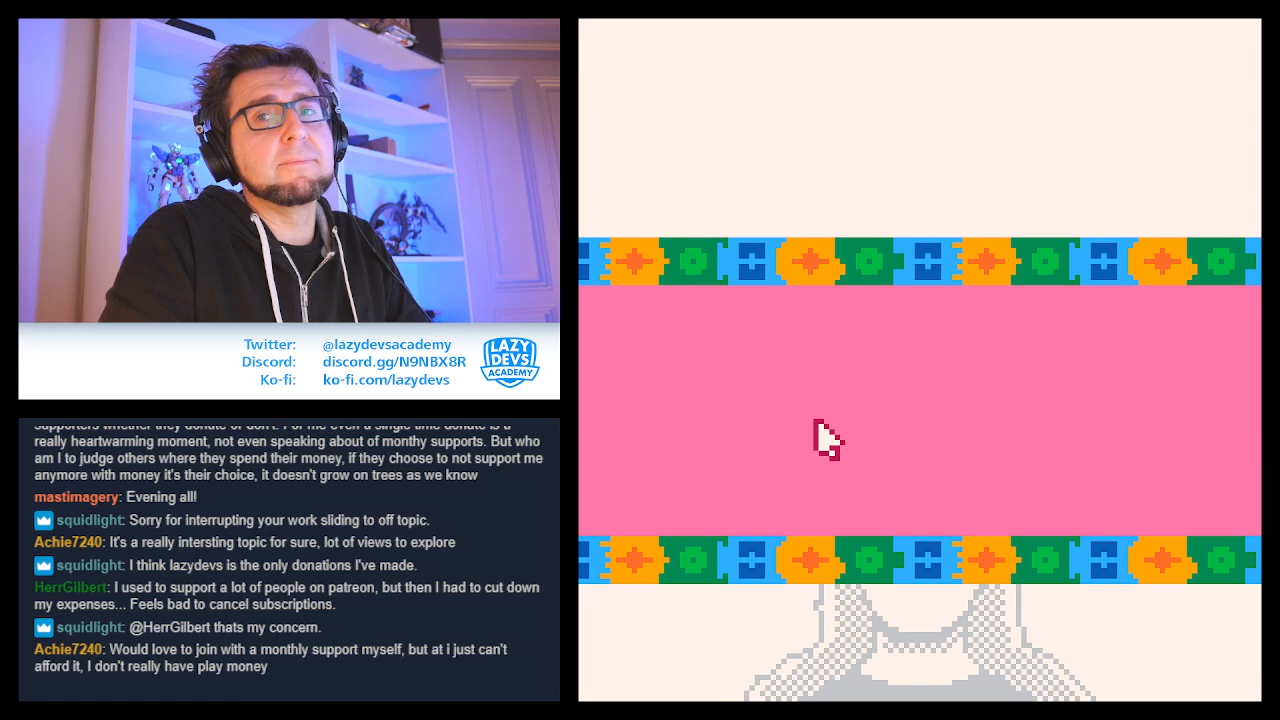 Twitter: @lazydevsacademy
Discord: discord.gg/N9NBX8R
Ko-fi: ko-fi.com/lazydevs
LAZY
DEVS
ACADEMY
supporters whether they donate or don't. For me even a single time donate is a
really heartwarming moment, not even speaking about of monthy supports. But who
am I to judge others where they spend their money, if they choose to not support me
anymore with money it's their choice, it doesn't grow on trees as we know
mastimagery: Evening all!
squidlight: Sorry for interrupting your work sliding to off topic.
Achie7240: It's a really intersting topic for sure, lot of views to explore
squidlight: I think lazydevs is the only donations I've made.
HerrGilbert: I used to support a lot of people on patreon, but then I had to cut down
my expenses... Feels bad to cancel subscriptions.
squidlight: @HerrGilbert thats my concern.
Achie7240: Would love to join with a monthly support myself, but at i just can't
afford it, I don't really have play money